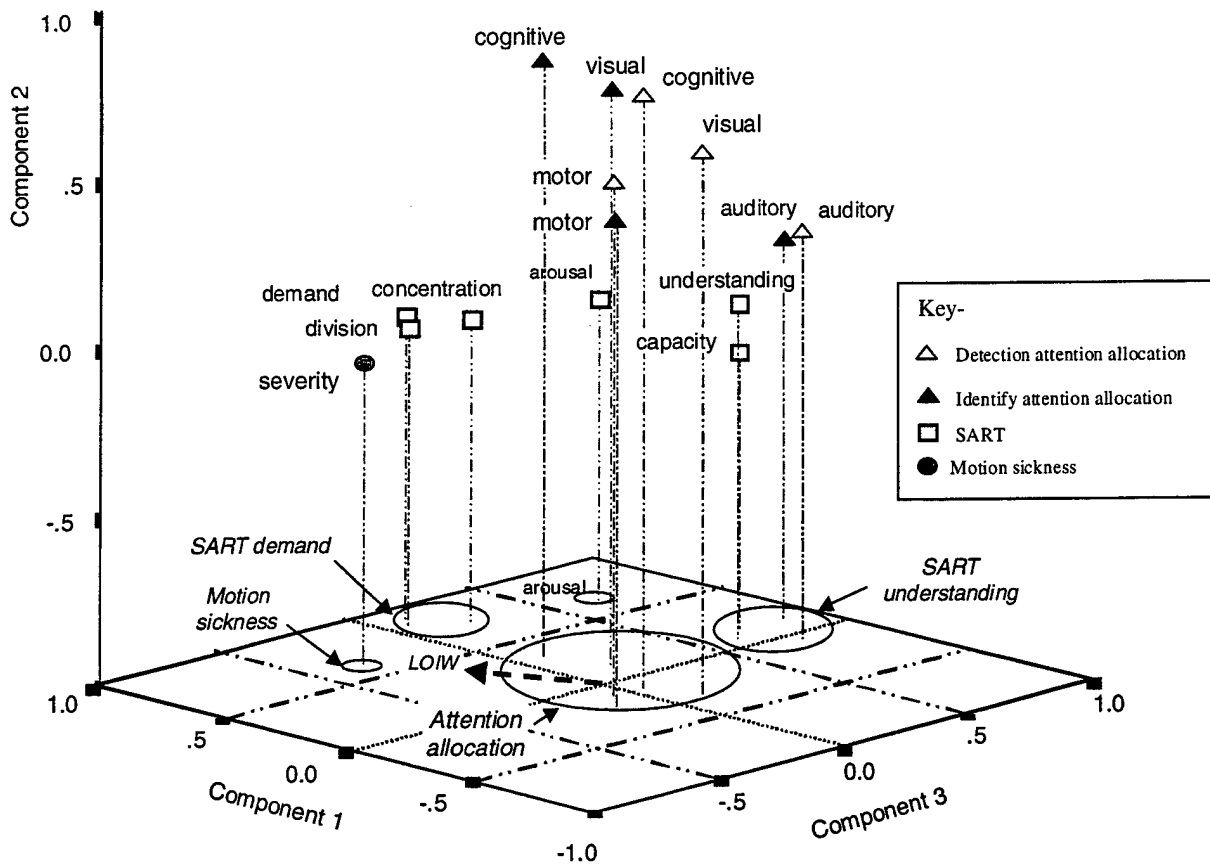 1.0
cognitive
visual
cognitive
Component 2
visual
.5
motor
motor
auditory
auditory
arousal
understanding
demand
concentration
division
capacity
0.0
severity
Key-
Detection attention allocation
Identify attention allocation
SART
Motion sickness
-.5
SART demand
SART
understanding
Motion
sickness
arousal
LOIW
Attention
allocation
1.0
.5
0.0
-.5
-1.0
Component 1
1.0
.5
0.0
-.5
Component 3